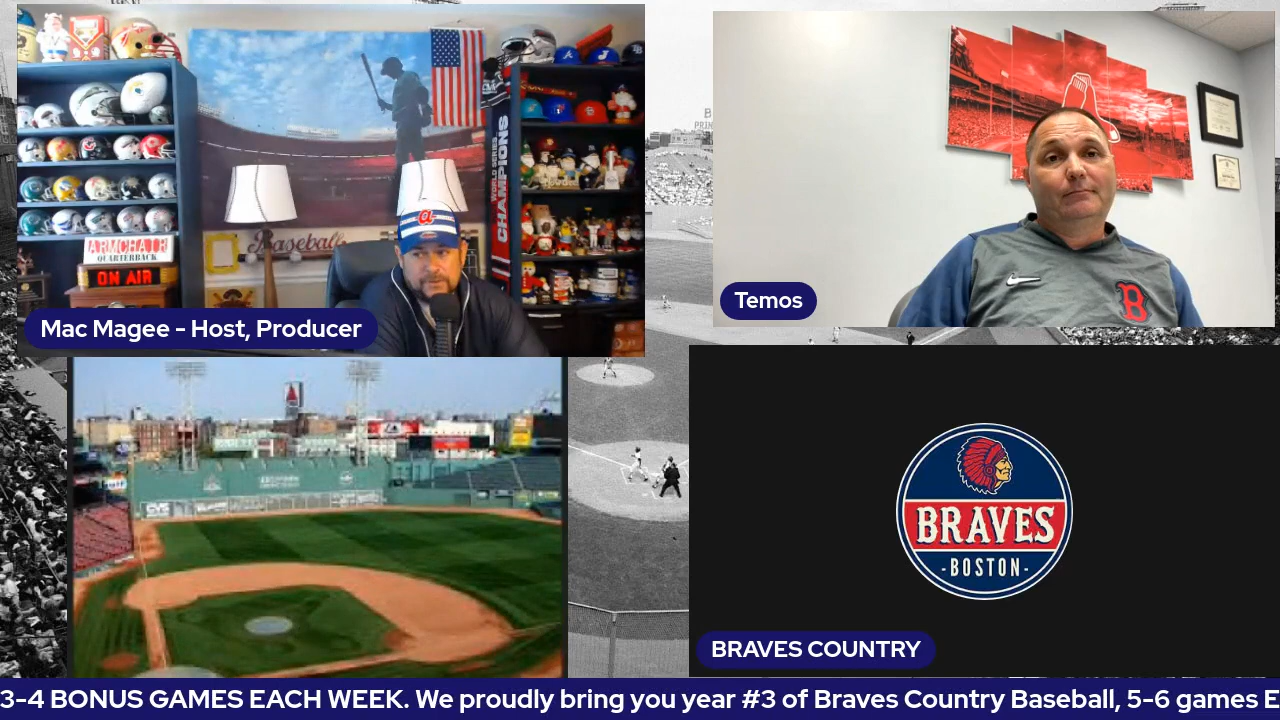 WORLD SERIES
CHAMPIONS
Baseball
ARMCHAIR
QUARTERBACK
ON AIR
a
Mac Magee - Host, Producer
B
Temos
BRAVES
-BOSTON-
BRAVES COUNTRY
3-4 BONUS GAMES EACH WEEK. We proudly bring you year #3 of Braves Country Baseball, 5-6 games E